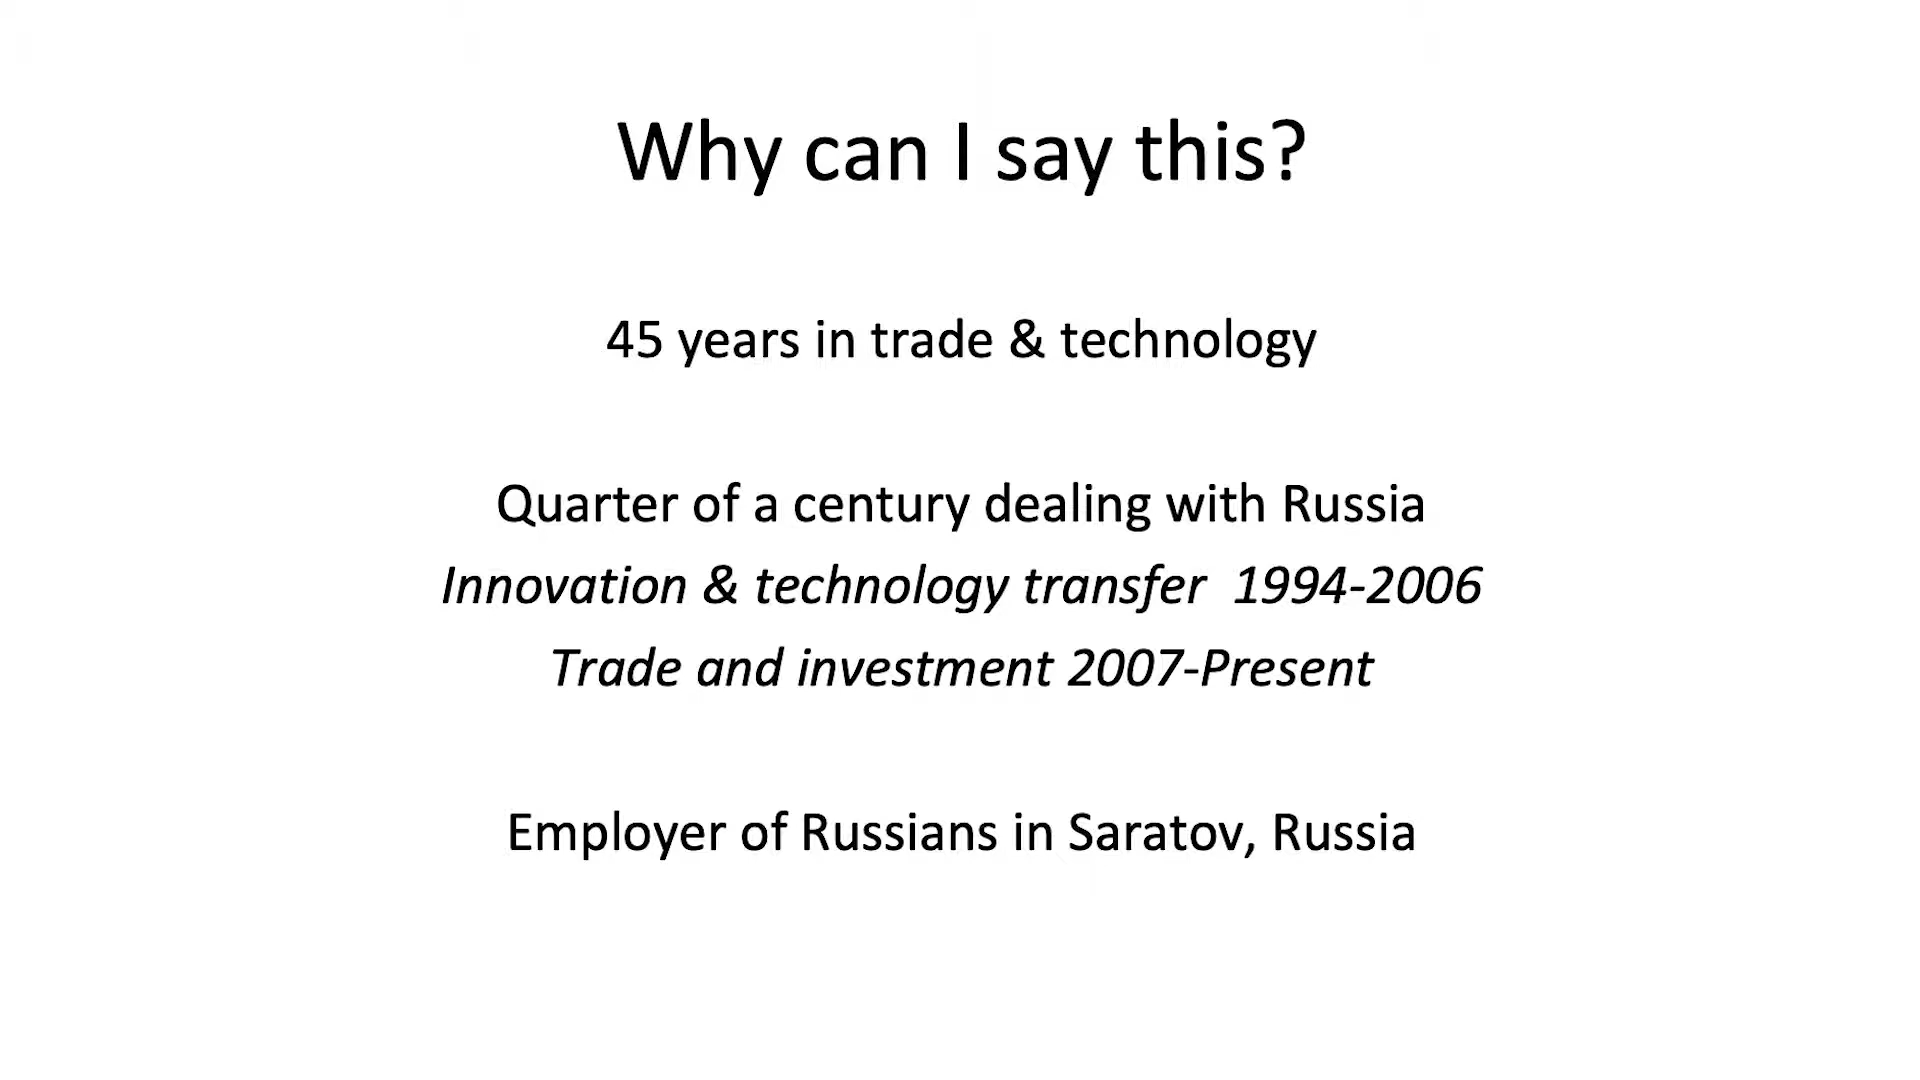 Why can I say this?
45 years in trade & technology
Quarter of a century dealing with Russia
Innovation & technology transfer  1994-2006
Trade and investment 2007-Present
Employer of Russians in Saratov, Russia